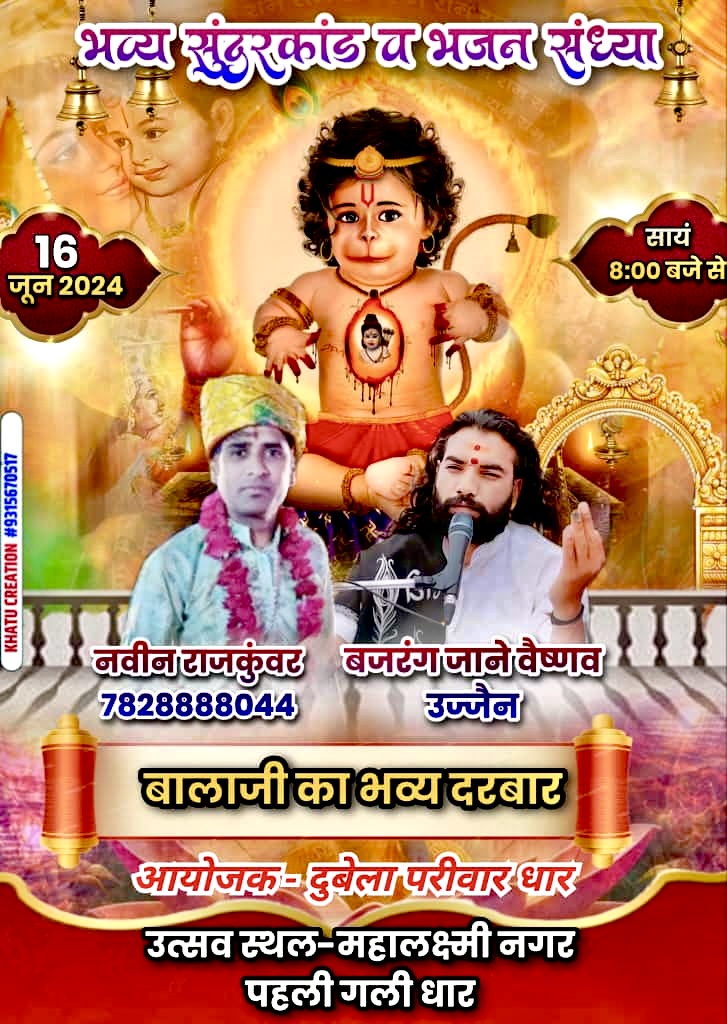 भव्य सुंदरकांड व भजन संध्या
16
जून 2024
सायं
8:00 बजे से
KHATU CREATION #9315670517
नवीन राजकुंवर
7828888044
बजरंग जाने वैष्णव
उज्जैन
बालाजी का भव्य दरबार
आयोजक - दुबेला परीवार धार
उत्सव स्थल-महालक्ष्मी नगर
पहली गली धार